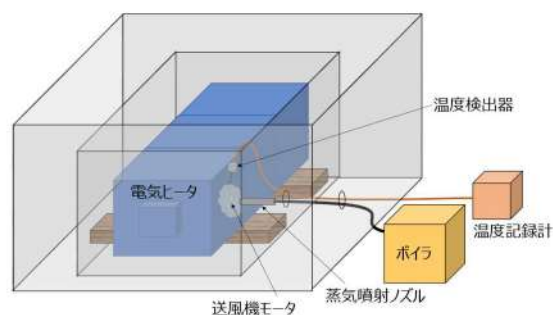 温度検出器
電気ヒータ
温度記録計
ボイラ
蒸気噴射ノズル
送風機モータ